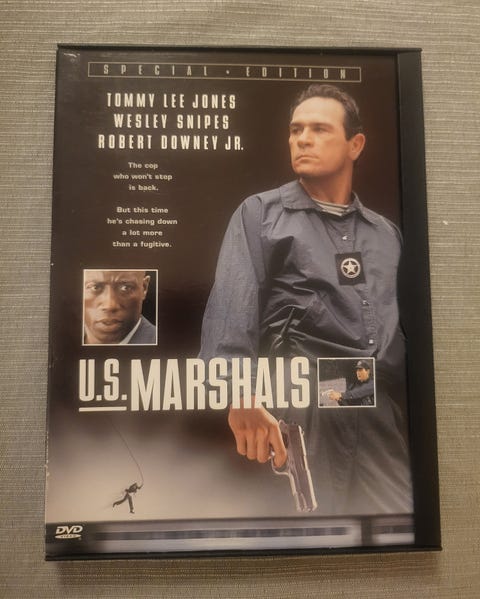 SPECIAL • EDITION
TOMMY LEE JONES
WESLEY SNIPES
ROBERT DOWNEY JR.
The cop
who won't stop
is back.
But this time
he's chasing down
a lot more
than a fugitive.
U.S. MARSHALS
DVD
VIDEO